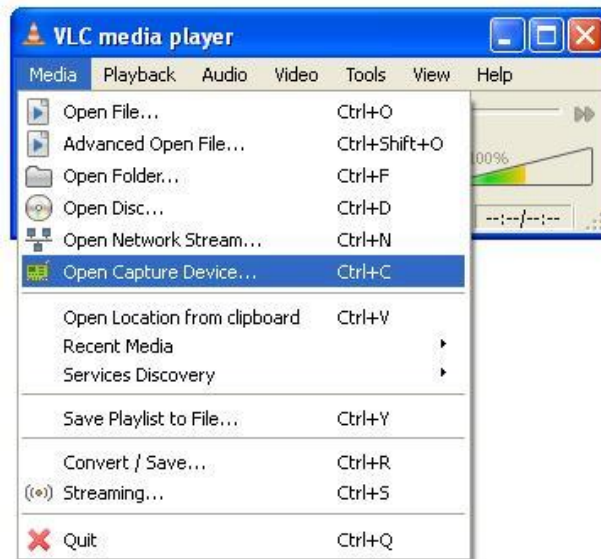 VLC media player
Media Playback Audio Video Tools View Help
Open File... Ctrl+O
Advanced Open File... Ctrl+Shift+O
100%
Open Folder... Ctrl+F
Open Disc... Ctrl+D
--:--/--:--
Open Network Stream... Ctrl+N
Open Capture Device... Ctrl+C
Open Location from clipboard Ctrl+V
Recent Media
Services Discovery
Save Playlist to File... Ctrl+Y
Convert / Save... Ctrl+R
Streaming... Ctrl+S
Quit Ctrl+Q